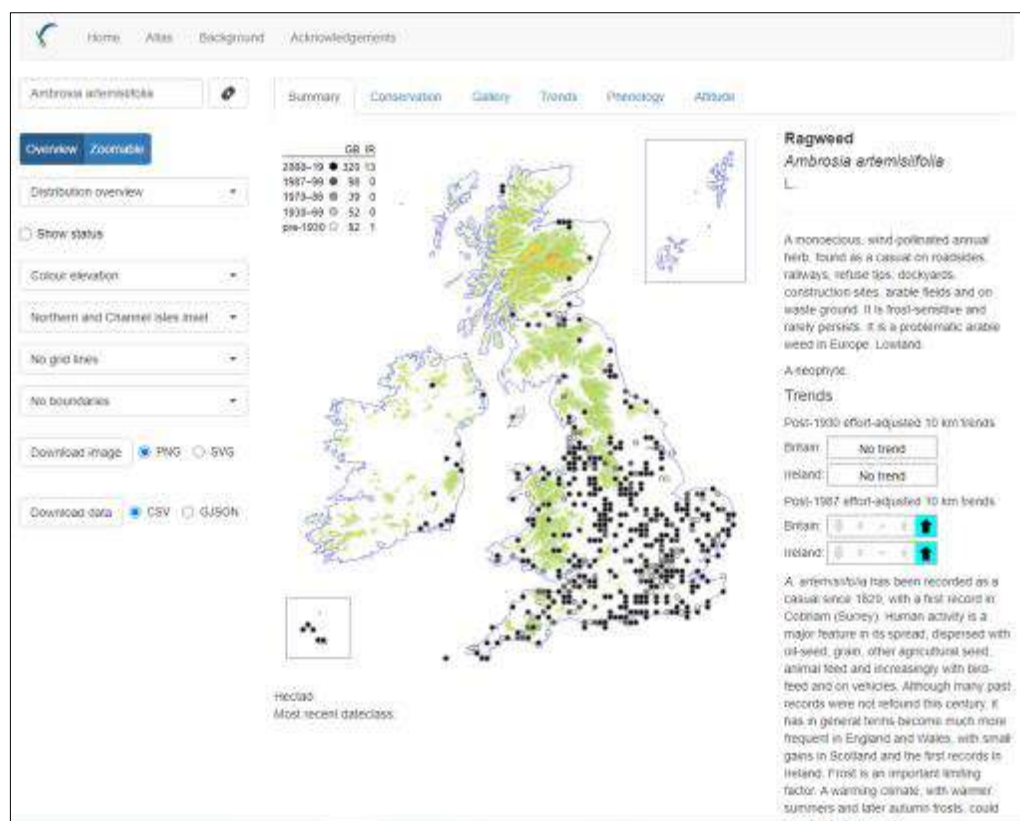 Home Atlas Background Acknowledgements
Ambrosia artemisiifolia
Summary Conservation Gallery Trends Phenology Altitude
Overview Zoomable
Distribution overview
Show status
Colour elevation
Northern and Channel Isles inset
No grid lines
No boundaries
Download image PNG SVG
Download data CSV GJSON
GB IR
2000–19 320 13
1987–99 98 0
1970–86 39 0
1930–69 52 0
pre-1930 82 1
Hectad
Most recent dateclass.
Ragweed
Ambrosia artemisiifolia
L.
A monoecious, wind-pollinated annual
herb, found as a casual on roadsides,
railways, refuse tips, dockyards,
construction sites, arable fields and on
waste ground. It is frost-sensitive and
rarely persists. It is a problematic arable
weed in Europe. Lowland.
A neophyte.
Trends
Post-1930 effort-adjusted 10 km trends
Britain: No trend
Ireland: No trend
Post-1987 effort-adjusted 10 km trends
Britain:
Ireland:
A. artemisiifolia has been recorded as a
casual since 1829, with a first record in
Cobham (Surrey). Human activity is a
major feature in its spread, dispersed with
oil-seed, grain, other agricultural seed,
animal feed and increasingly with bird-
feed and on vehicles. Although many past
records were not refound this century, it
has in general terms become much more
frequent in England and Wales, with small
gains in Scotland and the first records in
Ireland. Frost is an important limiting
factor. A warming climate, with warmer
summers and later autumn frosts, could